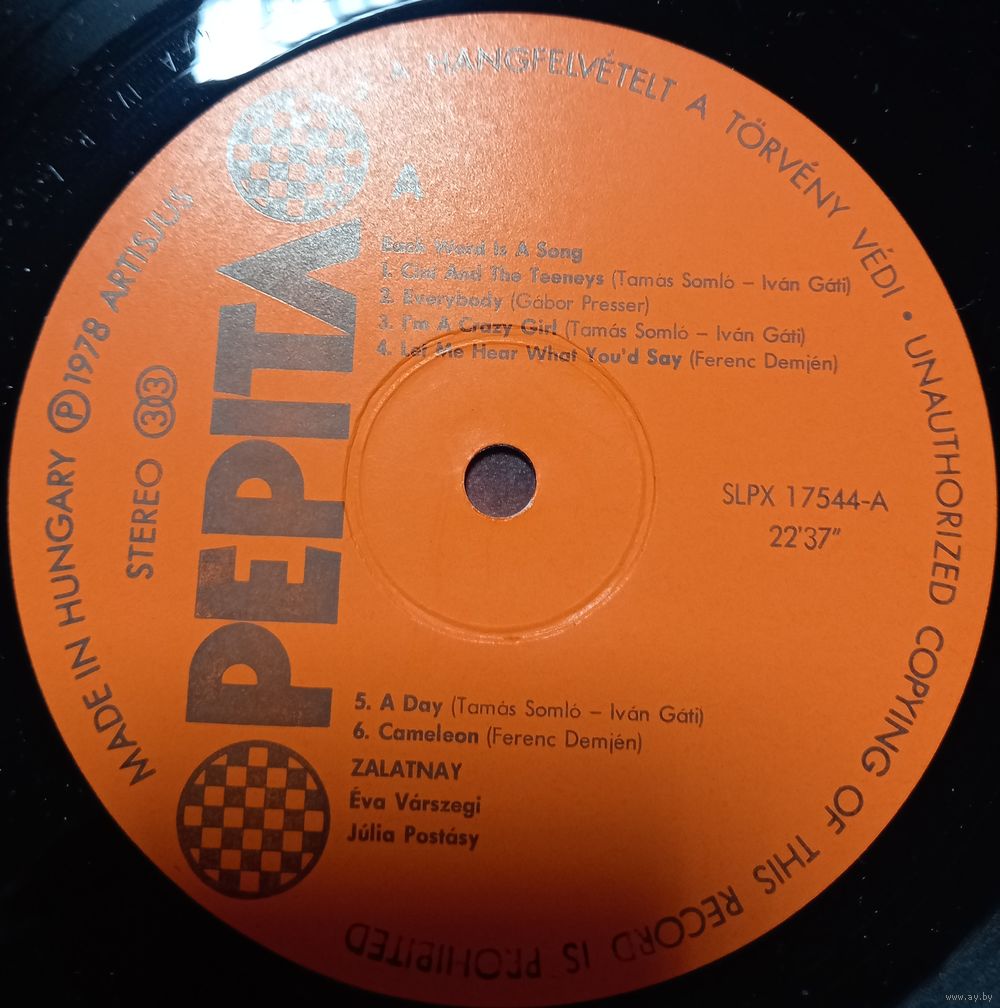 A HANGFELVÉTELT A TÖRVÉNY VÉDI • UNAUTHORIZED COPYING OF THIS RECORD IS PROHIBITED
MADE IN HUNGARY Ⓟ 1978 ARTISJUS
STEREO 33
PEPITA
A
Each Word Is A Song
1. Cini And The Teeneys (Tamás Somló – Iván Gáti)
2. Everybody (Gábor Presser)
3. I'm A Crazy Girl (Tamás Somló – Iván Gáti)
4. Let Me Hear What You'd Say (Ferenc Demjén)
SLPX 17544-A
22'37"
5. A Day (Tamás Somló – Iván Gáti)
6. Cameleon (Ferenc Demjén)
ZALATNAY
Éva Várszegi
Júlia Postásy
www.ay.by